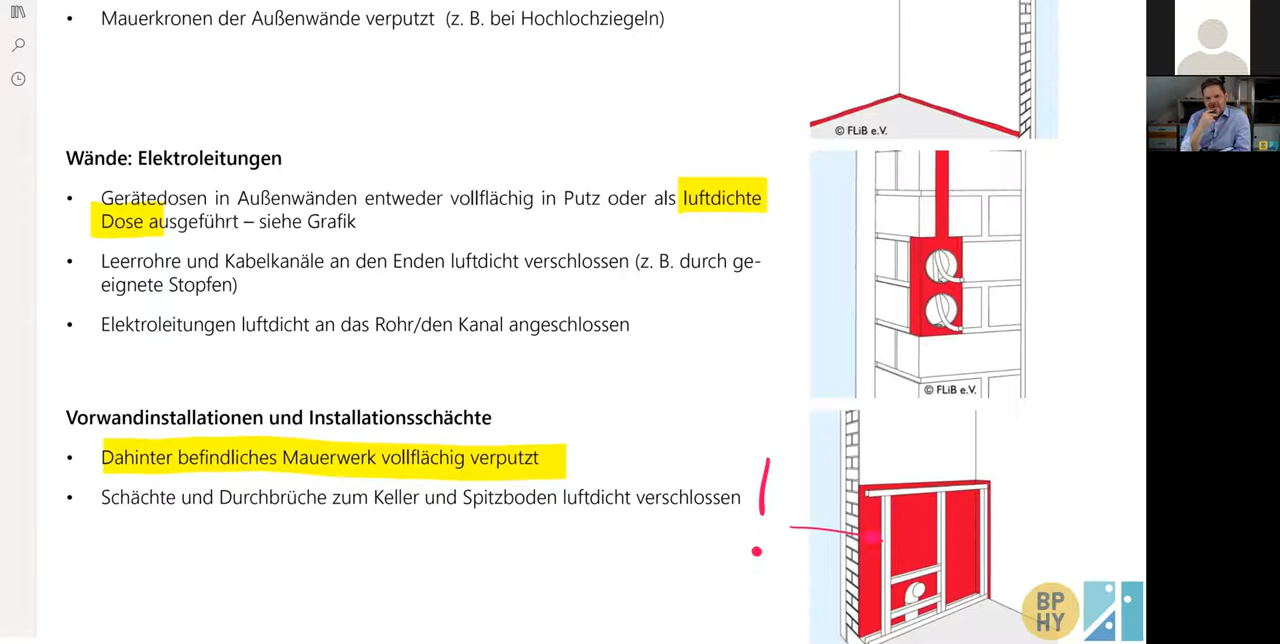 • Mauerkronen der Außenwände verputzt (z. B. bei Hochlochziegeln)
© FLiB e.V.
Wände: Elektroleitungen
• Gerätedosen in Außenwänden entweder vollflächig in Putz oder als luftdichte
Dose ausgeführt – siehe Grafik
• Leerrohre und Kabelkanäle an den Enden luftdicht verschlossen (z. B. durch ge-
eignete Stopfen)
• Elektroleitungen luftdicht an das Rohr/den Kanal angeschlossen
© FLiB e.V.
Vorwandinstallationen und Installationsschächte
• Dahinter befindliches Mauerwerk vollflächig verputzt
• Schächte und Durchbrüche zum Keller und Spitzboden luftdicht verschlossen
!
BP
HY